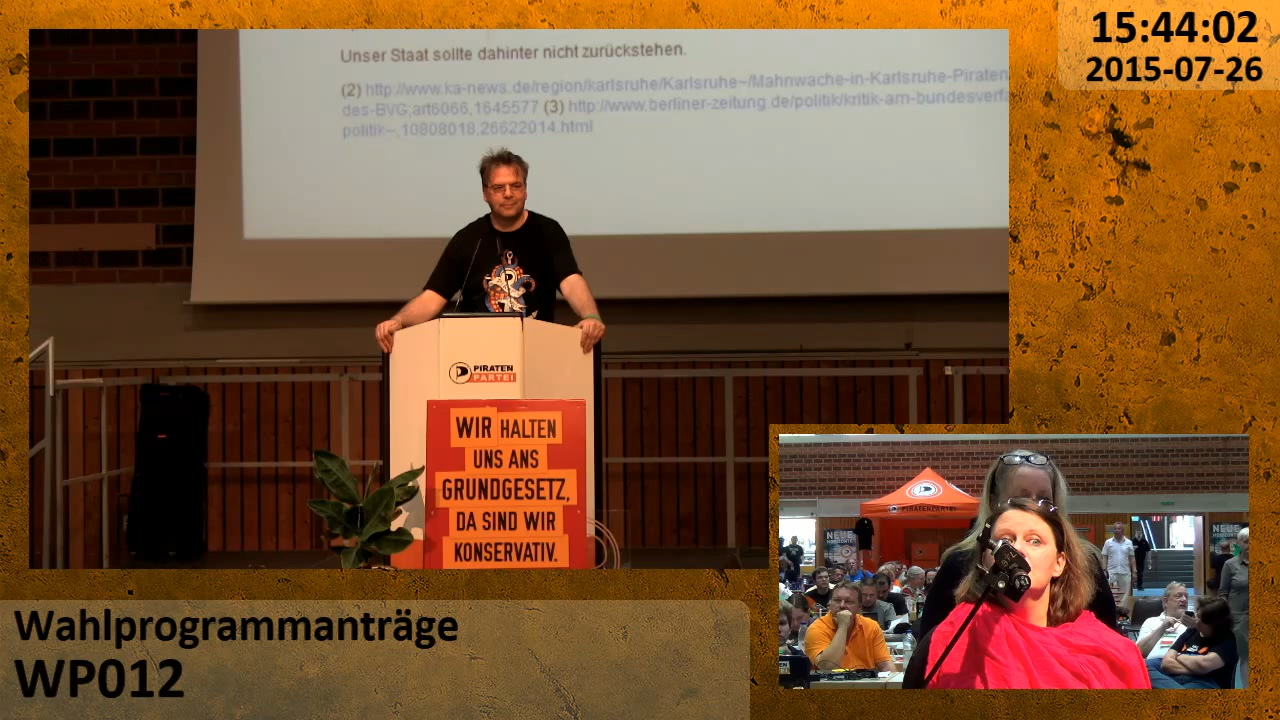 15:44:02
2015-07-26
Unser Staat sollte dahinter nicht zurückstehen.
(2) http://www.ka-news.de/region/karlsruhe/Karlsruhe~/Mahnwache-in-Karlsruhe-Piraten
des-BVG;art6066,1645577 (3) http://www.berliner-zeitung.de/politik/kritik-am-bundesverfa
politik--,10808018,26622014.html
PIRATEN
PARTEI
WIR HALTEN
UNS ANS
GRUNDGESETZ,
DA SIND WIR
KONSERVATIV.
PIRATENPARTEI
NEUE
HORIZONTE
NEUE
Wahlprogrammanträge
WP012